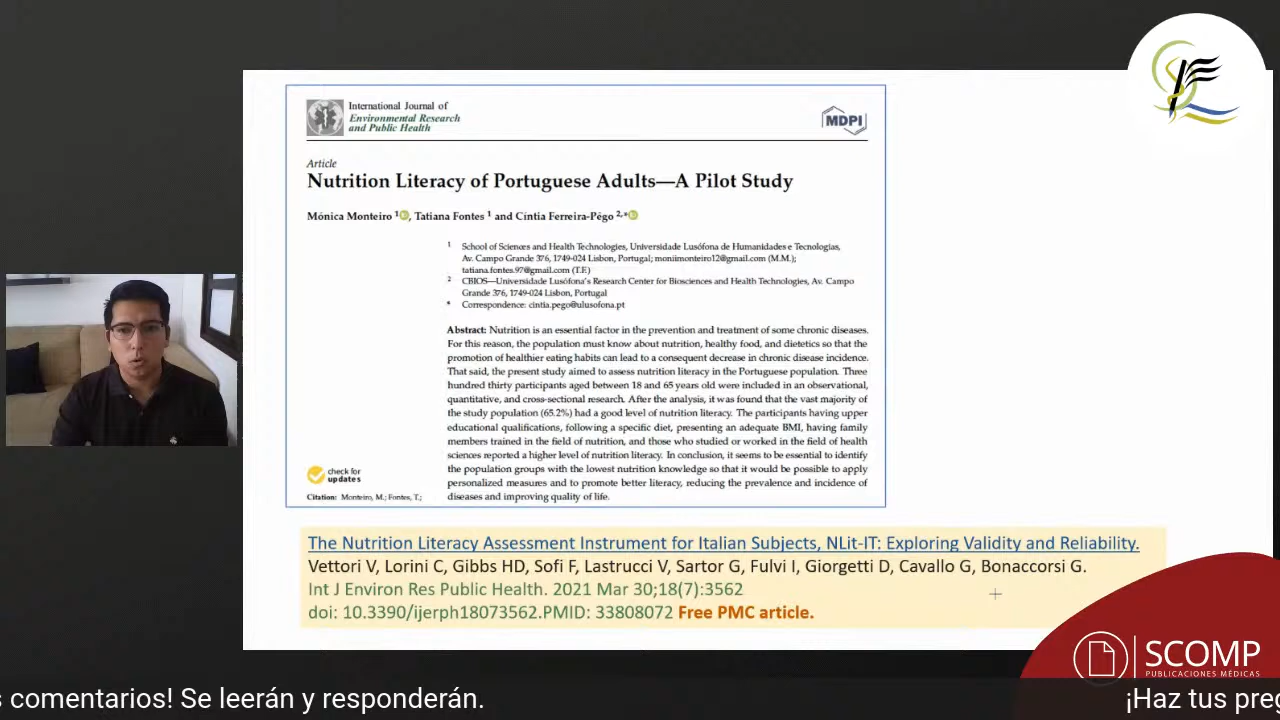 International Journal of
Environmental Research
and Public Health
MDPI
Article
Nutrition Literacy of Portuguese Adults—A Pilot Study
Mónica Monteiro 1, Tatiana Fontes 1 and Cíntia Ferreira-Pêgo 2,*
1 School of Sciences and Health Technologies, Universidade Lusófona de Humanidades e Tecnologias,
Av. Campo Grande 376, 1749-024 Lisbon, Portugal; moniimonteiro12@gmail.com (M.M.);
tatiana.fontes.97@gmail.com (T.F.)
2 CBIOS—Universidade Lusófona's Research Center for Biosciences and Health Technologies, Av. Campo
Grande 376, 1749-024 Lisbon, Portugal
* Correspondence: cintia.pego@ulusofona.pt
Abstract: Nutrition is an essential factor in the prevention and treatment of some chronic diseases.
For this reason, the population must know about nutrition, healthy food, and dietetics so that the
promotion of healthier eating habits can lead to a consequent decrease in chronic disease incidence.
That said, the present study aimed to assess nutrition literacy in the Portuguese population. Three
hundred thirty participants aged between 18 and 65 years old were included in an observational,
quantitative, and cross-sectional research. After the analysis, it was found that the vast majority of
the study population (65.2%) had a good level of nutrition literacy. The participants having upper
educational qualifications, following a specific diet, presenting an adequate BMI, having family
members trained in the field of nutrition, and those who studied or worked in the field of health
sciences reported a higher level of nutrition literacy. In conclusion, it seems to be essential to identify
the population groups with the lowest nutrition knowledge so that it would be possible to apply
personalized measures and to promote better literacy, reducing the prevalence and incidence of
diseases and improving quality of life.
check for
updates
Citation: Monteiro, M.; Fontes, T.;
The Nutrition Literacy Assessment Instrument for Italian Subjects, NLit-IT: Exploring Validity and Reliability.
Vettori V, Lorini C, Gibbs HD, Sofi F, Lastrucci V, Sartor G, Fulvi I, Giorgetti D, Cavallo G, Bonaccorsi G.
Int J Environ Res Public Health. 2021 Mar 30;18(7):3562
doi: 10.3390/ijerph18073562.PMID: 33808072 Free PMC article.
SCOMP
PUBLICACIONES MÉDICAS
s comentarios! Se leerán y responderán.
¡Haz tus preg